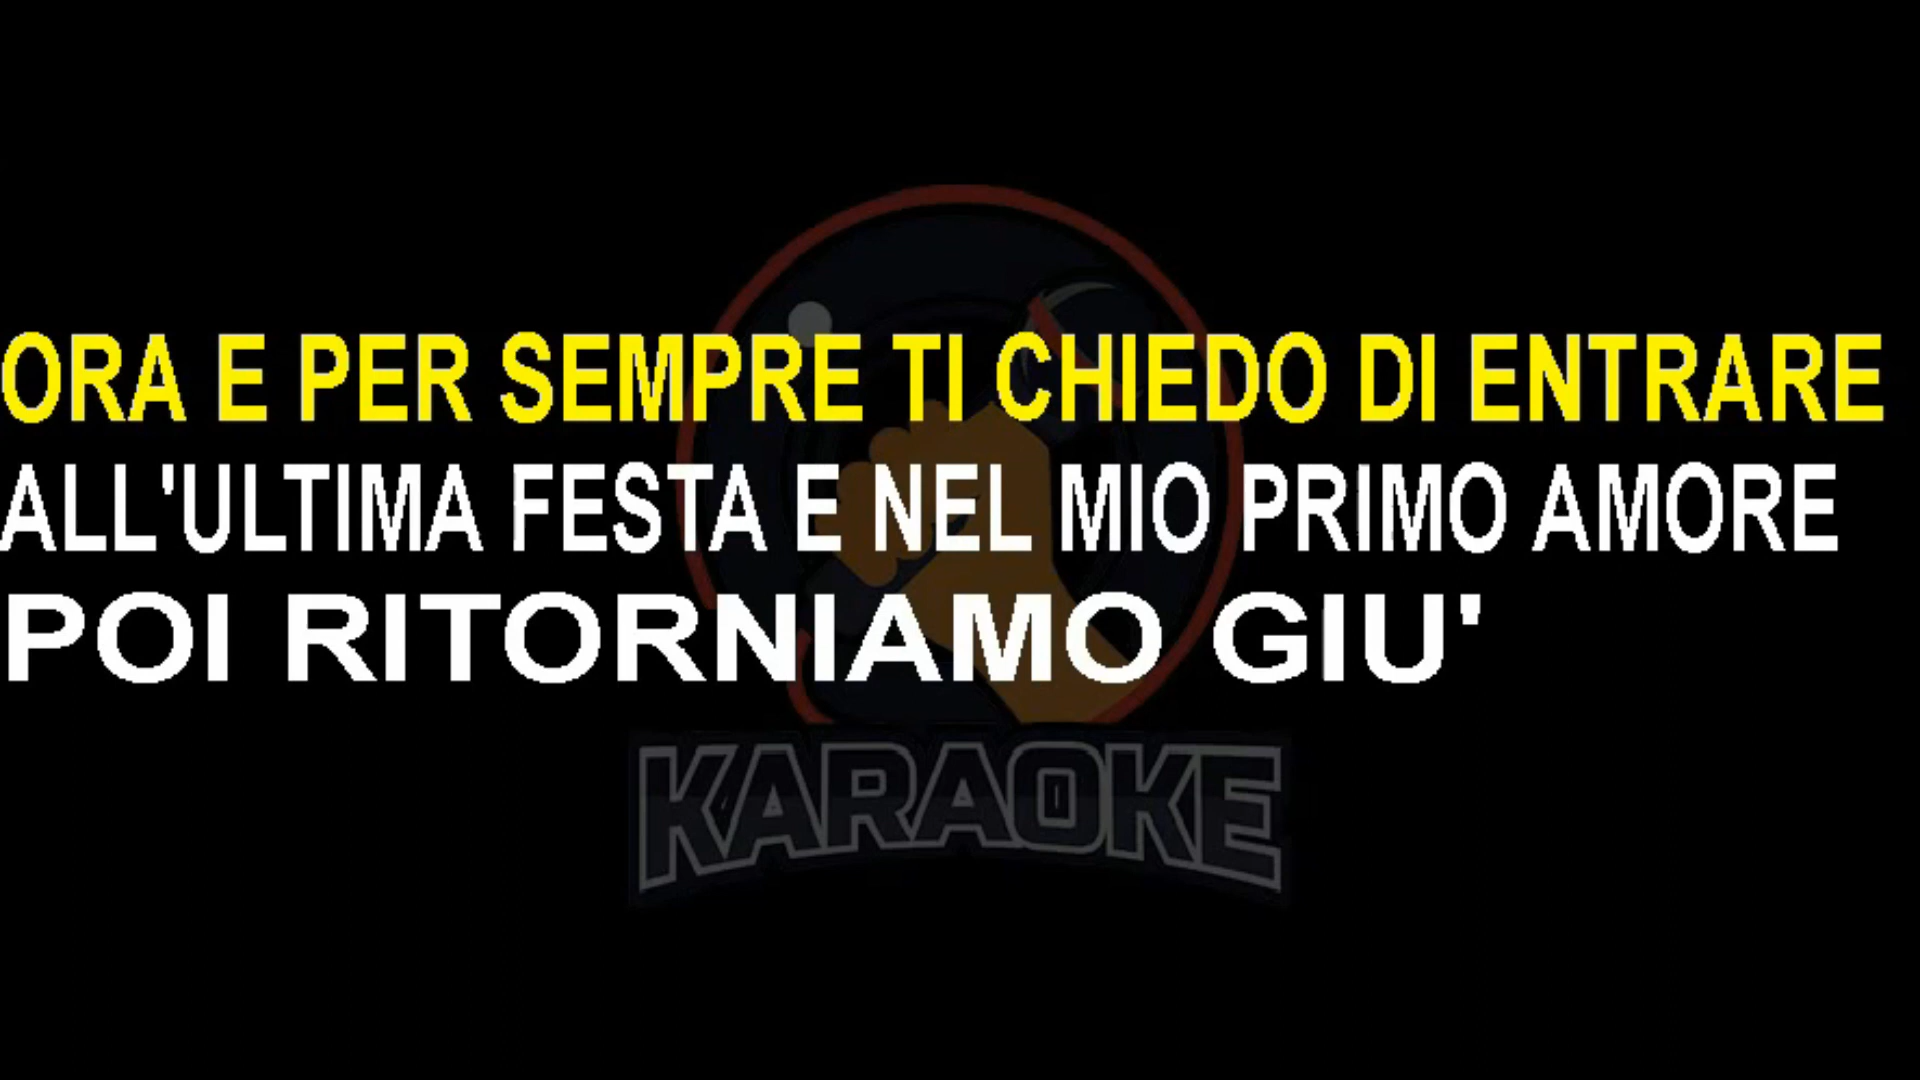 ORA E PER SEMPRE TI CHIEDO DI ENTRARE
ALL'ULTIMA FESTA E NEL MIO PRIMO AMORE
POI RITORNIAMO GIU'
KARAOKE